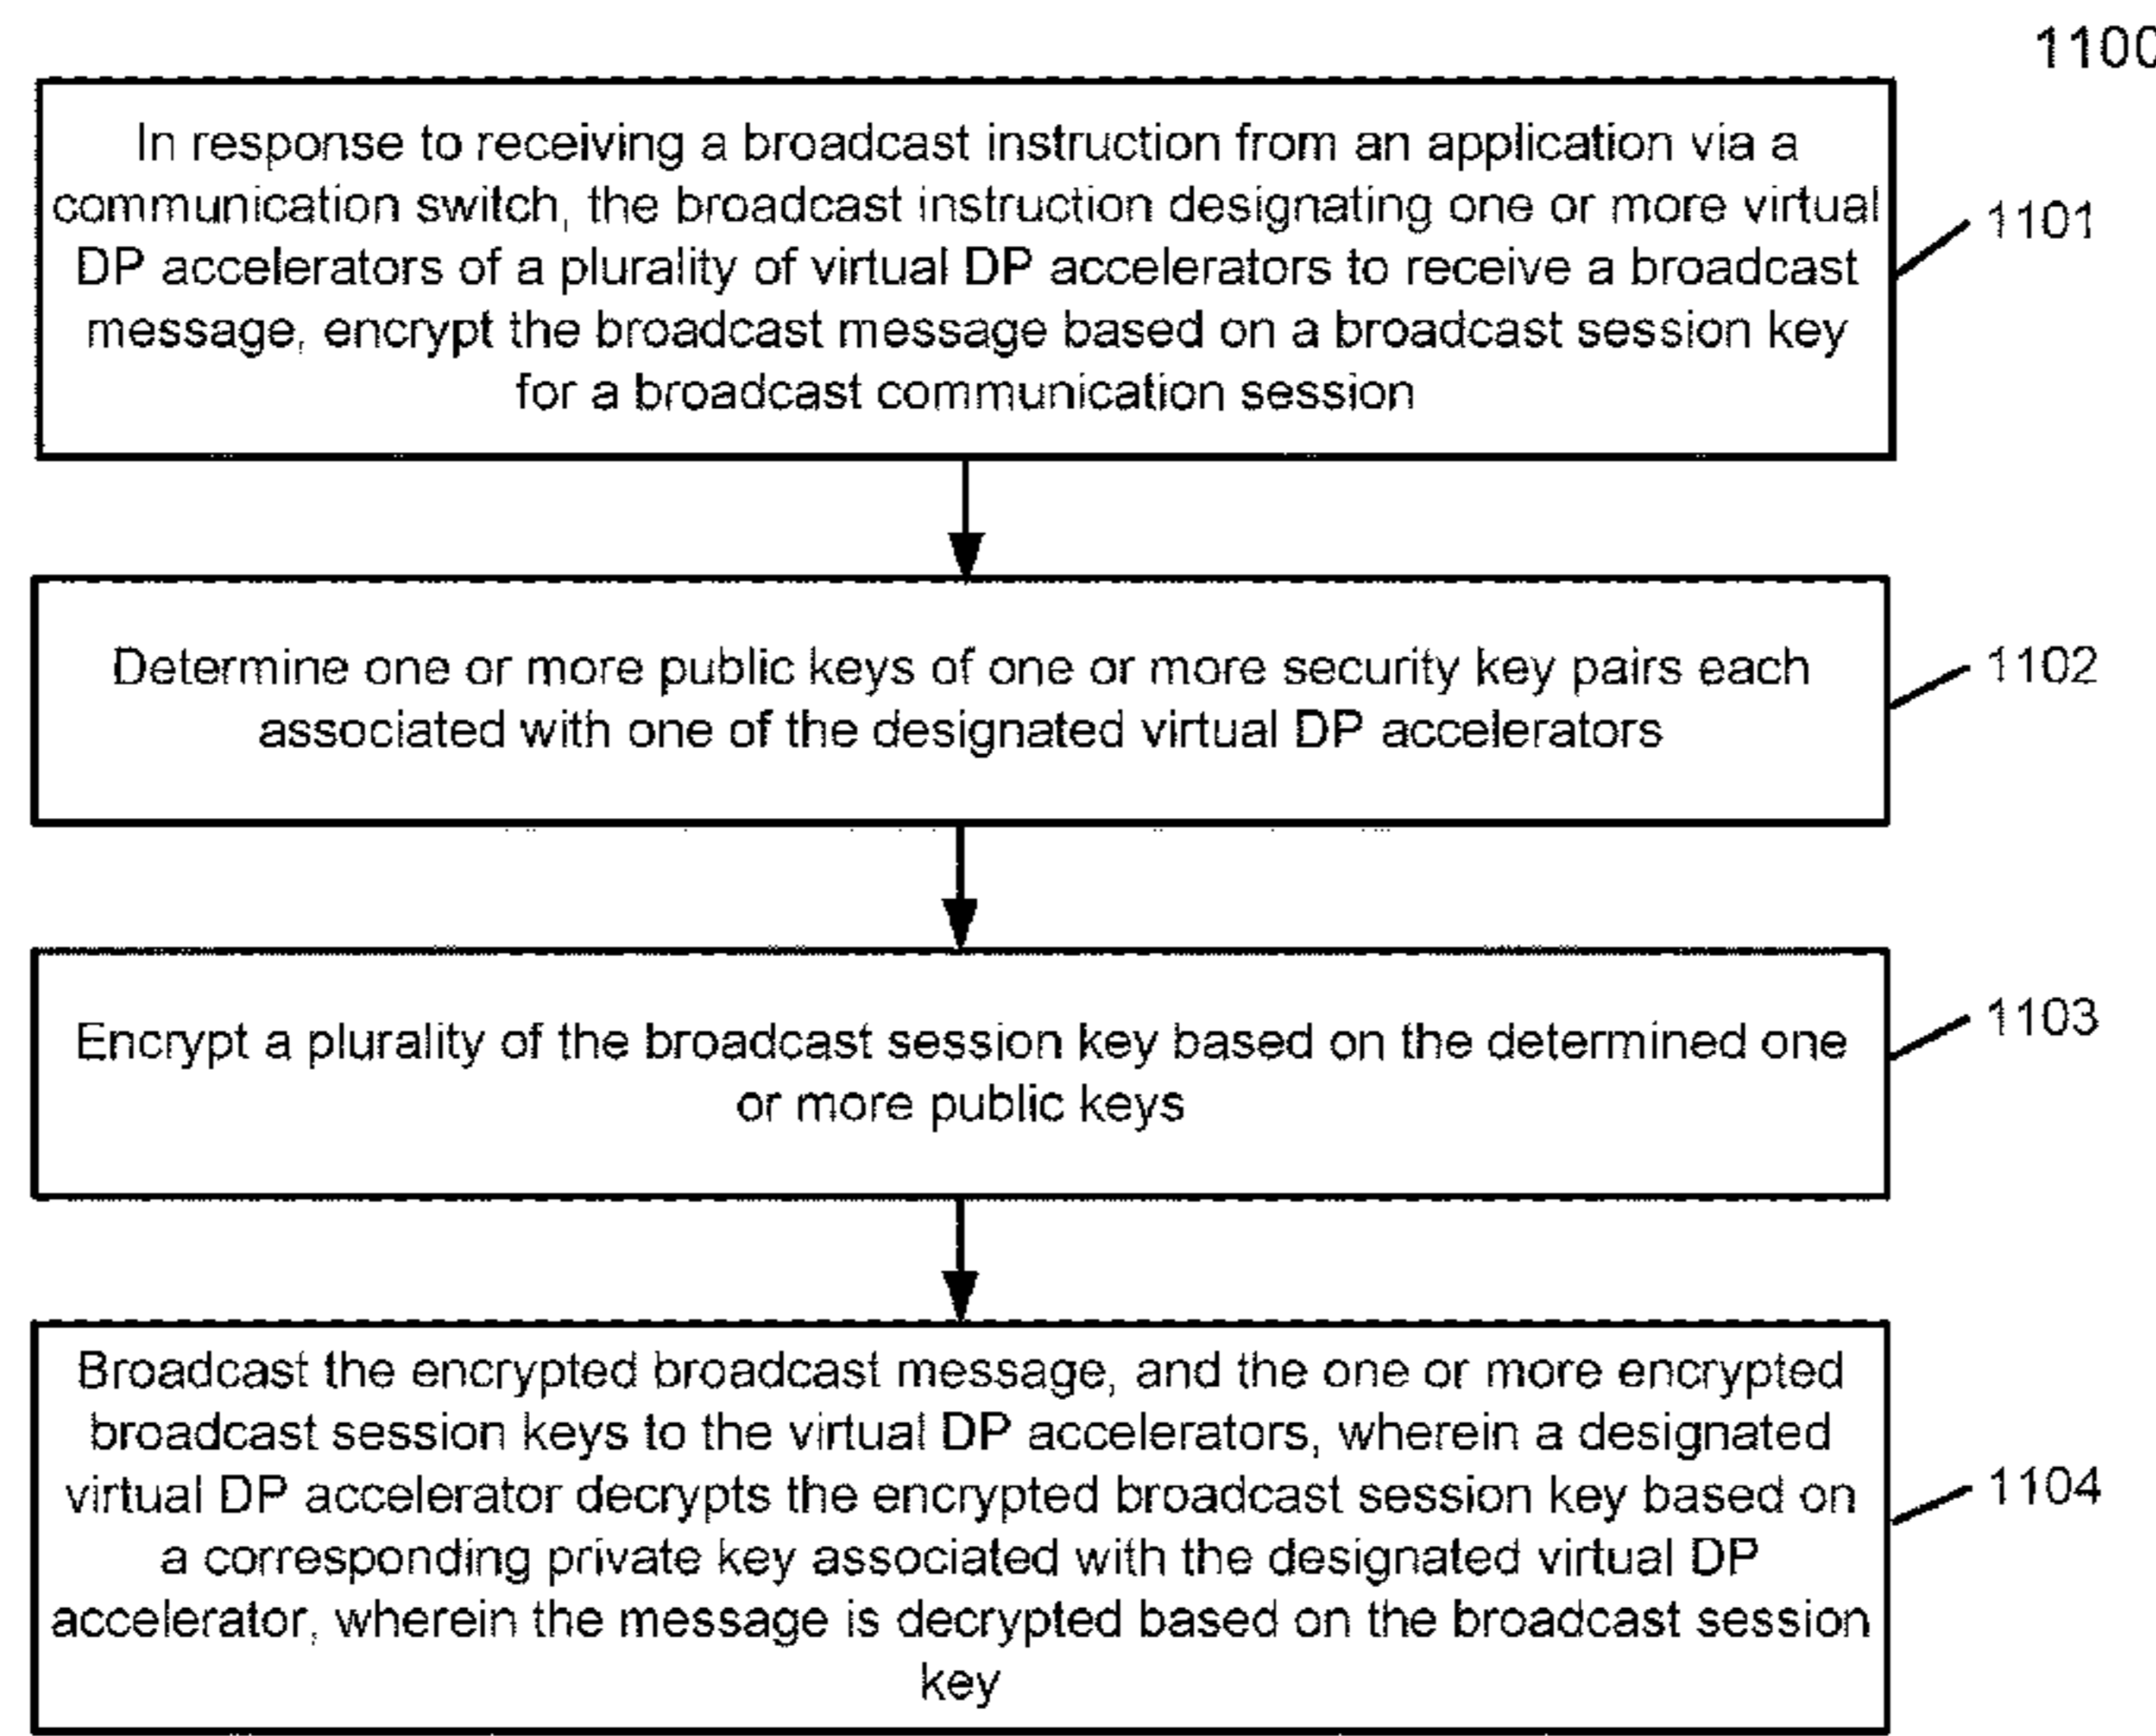 1100
In response to receiving a broadcast instruction from an application via a
communication switch, the broadcast instruction designating one or more virtual
DP accelerators of a plurality of virtual DP accelerators to receive a broadcast
message, encrypt the broadcast message based on a broadcast session key
for a broadcast communication session
1101
Determine one or more public keys of one or more security key pairs each
associated with one of the designated virtual DP accelerators
1102
Encrypt a plurality of the broadcast session key based on the determined one
or more public keys
1103
Broadcast the encrypted broadcast message, and the one or more encrypted
broadcast session keys to the virtual DP accelerators, wherein a designated
virtual DP accelerator decrypts the encrypted broadcast session key based on
a corresponding private key associated with the designated virtual DP
accelerator, wherein the message is decrypted based on the broadcast session
key
1104